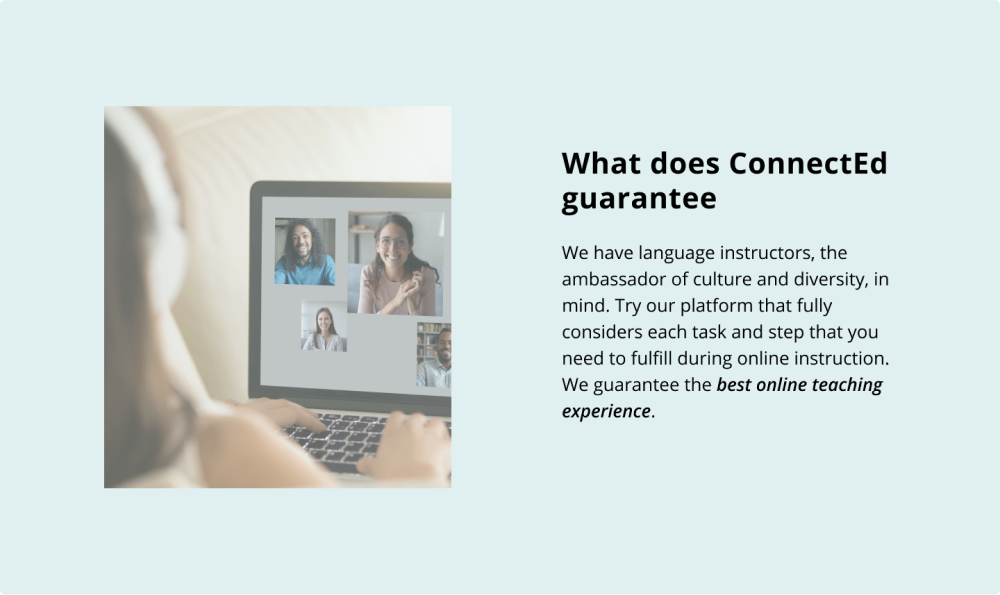 What does ConnectEd
guarantee
We have language instructors, the
ambassador of culture and diversity, in
mind. Try our platform that fully
considers each task and step that you
need to fulfill during online instruction.
We guarantee the best online teaching
experience.